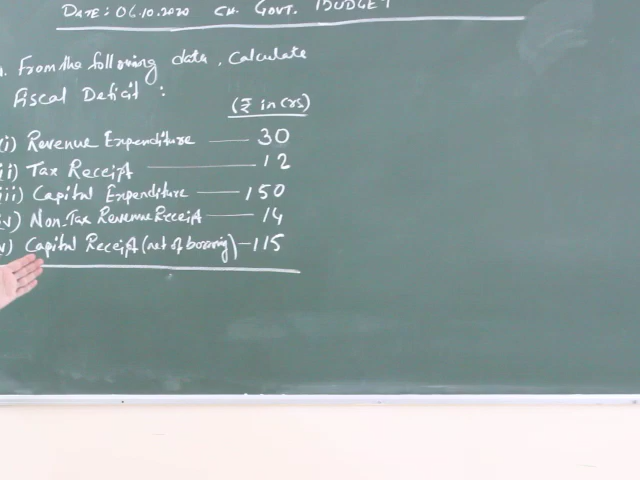 DATE: 06.10.2020 CH. GOVT. BUDGET
From the following data, calculate
Fiscal Deficit :
(₹ in crs)
(i) Revenue Expenditure — 30
ii) Tax Receipt — 12
iii) Capital Expenditure — 150
iv) Non-Tax Revenue Receipt — 14
v) Capital Receipt (net of borrowing) — 115